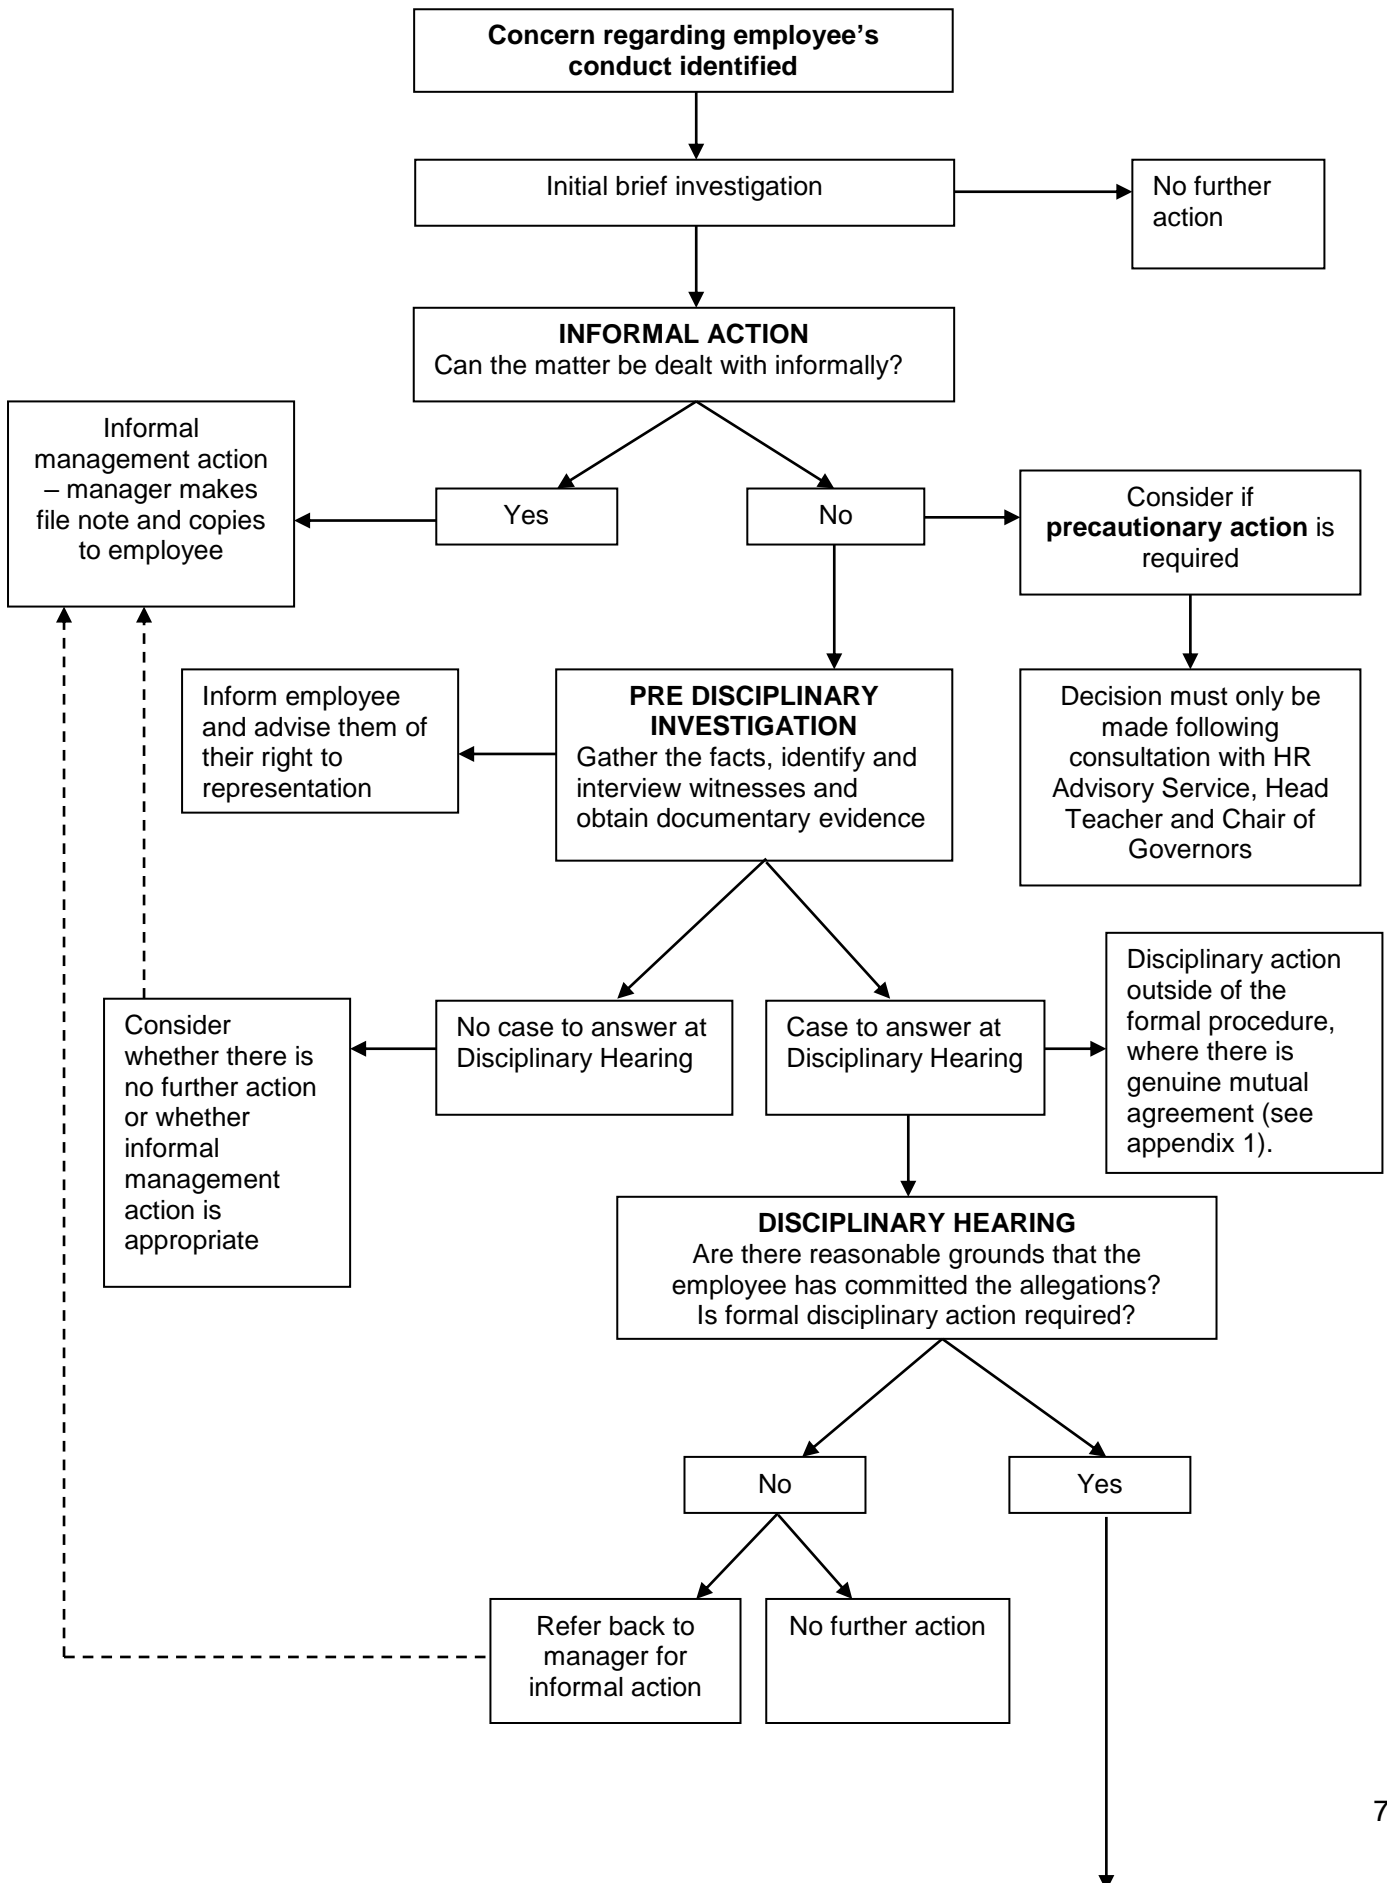 Concern regarding employee’s
conduct identified
Initial brief investigation
No further
action
INFORMAL ACTION
Can the matter be dealt with informally?
Informal
management action
– manager makes
file note and copies
to employee
Yes
No
Consider if
precautionary action is
required
Inform employee
and advise them of
their right to
representation
PRE DISCIPLINARY
INVESTIGATION
Gather the facts, identify and
interview witnesses and
obtain documentary evidence
Decision must only be
made following
consultation with HR
Advisory Service, Head
Teacher and Chair of
Governors
Consider
whether there is
no further action
or whether
informal
management
action is
appropriate
No case to answer at
Disciplinary Hearing
Case to answer at
Disciplinary Hearing
Disciplinary action
outside of the
formal procedure,
where there is
genuine mutual
agreement (see
appendix 1).
DISCIPLINARY HEARING
Are there reasonable grounds that the
employee has committed the allegations?
Is formal disciplinary action required?
No
Yes
Refer back to
manager for
informal action
No further action
7